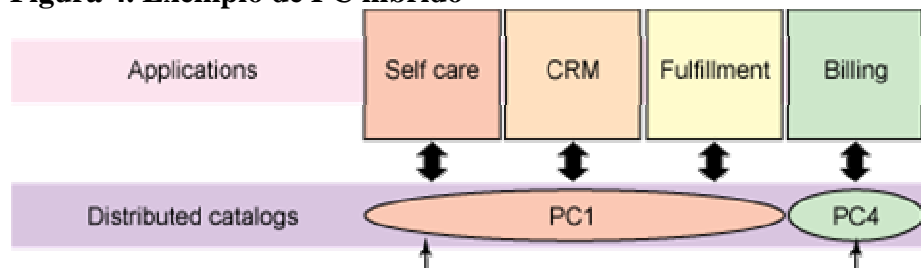 Figura 4. Exemplo de PC híbrido
Applications
Self care
CRM
Fulfillment
Billing
Distributed catalogs
PC1
PC4